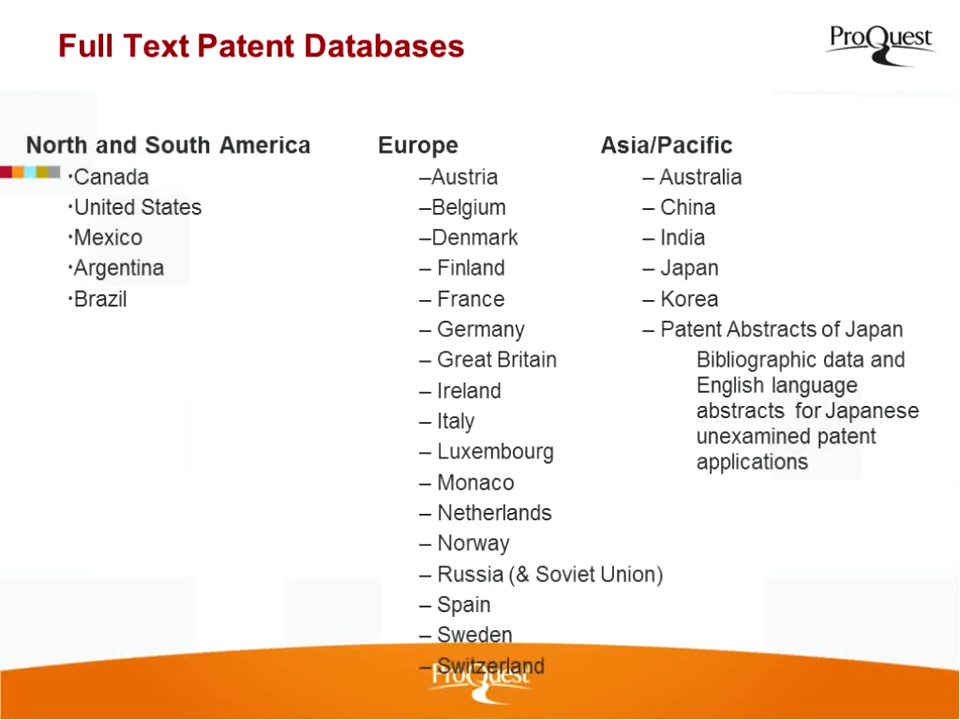 Full Text Patent Databases
ProQuest
North and South America
·Canada
·United States
·Mexico
·Argentina
·Brazil
Europe
–Austria
–Belgium
–Denmark
– Finland
– France
– Germany
– Great Britain
– Ireland
– Italy
– Luxembourg
– Monaco
– Netherlands
– Norway
– Russia (& Soviet Union)
– Spain
– Sweden
– Switzerland
Asia/Pacific
– Australia
– China
– India
– Japan
– Korea
– Patent Abstracts of Japan
Bibliographic data and
English language
abstracts for Japanese
unexamined patent
applications
ProQuest